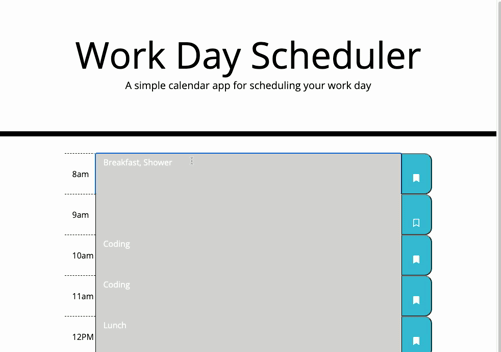 Work Day Scheduler
A simple calendar app for scheduling your work day
8am Breakfast, Shower
9am
10am Coding
11am Coding
12PM Lunch